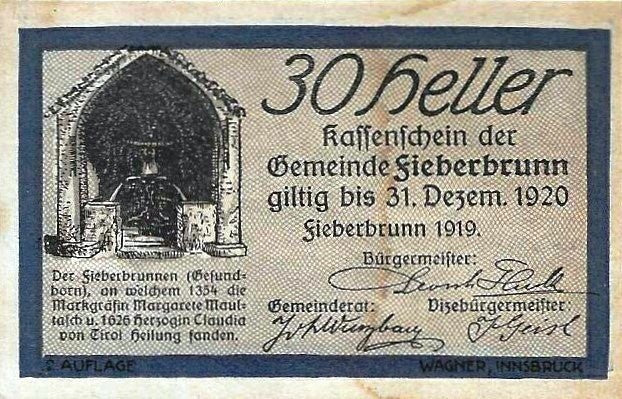 30 Heller
Kassenschein der
Gemeinde Fieberbrunn
giltig bis 31. Dezem. 1920
Fieberbrunn 1919.
Bürgermeister:
Gemeinderat:
Vizebürgermeister:
Der Fieberbrunnen (Gesund-
born), an welchem 1354 die
Markgräfin Margarete Maul-
tasch u. 1626 Herzogin Claudia
von Tirol Heilung fanden.
2 AUFLAGE
WAGNER, INNSBRUCK